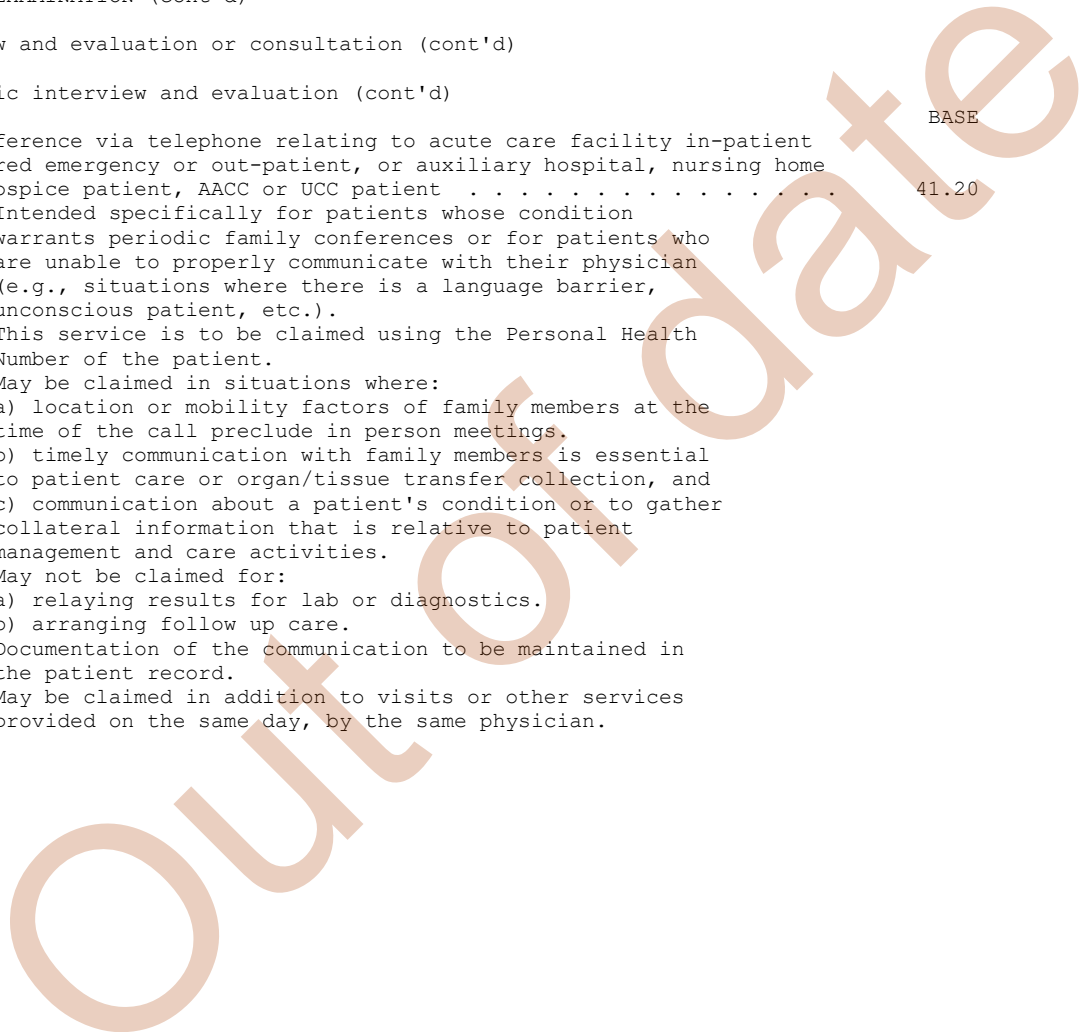 (cont'd)
w and evaluation or consultation (cont'd)
ic interview and evaluation (cont'd)
BASE
ference via telephone relating to acute care facility in-patient
red emergency or out-patient, or auxiliary hospital, nursing home
ospice patient, AACC or UCC patient . . . . . . . . . . . . . . . 41.20
Intended specifically for patients whose condition
warrants periodic family conferences or for patients who
are unable to properly communicate with their physician
(e.g., situations where there is a language barrier,
unconscious patient, etc.).
This service is to be claimed using the Personal Health
Number of the patient.
May be claimed in situations where:
a) location or mobility factors of family members at the
time of the call preclude in person meetings.
b) timely communication with family members is essential
to patient care or organ/tissue transfer collection, and
c) communication about a patient's condition or to gather
collateral information that is relative to patient
management and care activities.
May not be claimed for:
a) relaying results for lab or diagnostics.
b) arranging follow up care.
Documentation of the communication to be maintained in
the patient record.
May be claimed in addition to visits or other services
provided on the same day, by the same physician.
Out of date